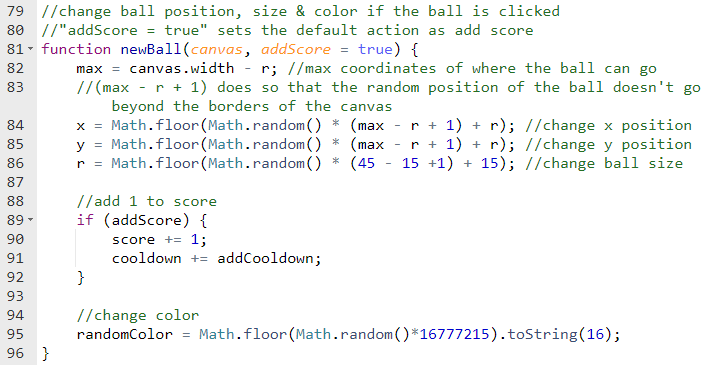 79 //change ball position, size & color if the ball is clicked
80 //"addScore = true" sets the default action as add score
81 function newBall(canvas, addScore = true) {
82 max = canvas.width - r; //max coordinates of where the ball can go
83 //(max - r + 1) does so that the random position of the ball doesn't go
beyond the borders of the canvas
84 x = Math.floor(Math.random() * (max - r + 1) + r); //change x position
85 y = Math.floor(Math.random() * (max - r + 1) + r); //change y position
86 r = Math.floor(Math.random() * (45 - 15 +1) + 15); //change ball size
87
88 //add 1 to score
89 if (addScore) {
90 score += 1;
91 cooldown += addCooldown;
92 }
93
94 //change color
95 randomColor = Math.floor(Math.random()*16777215).toString(16);
96 }